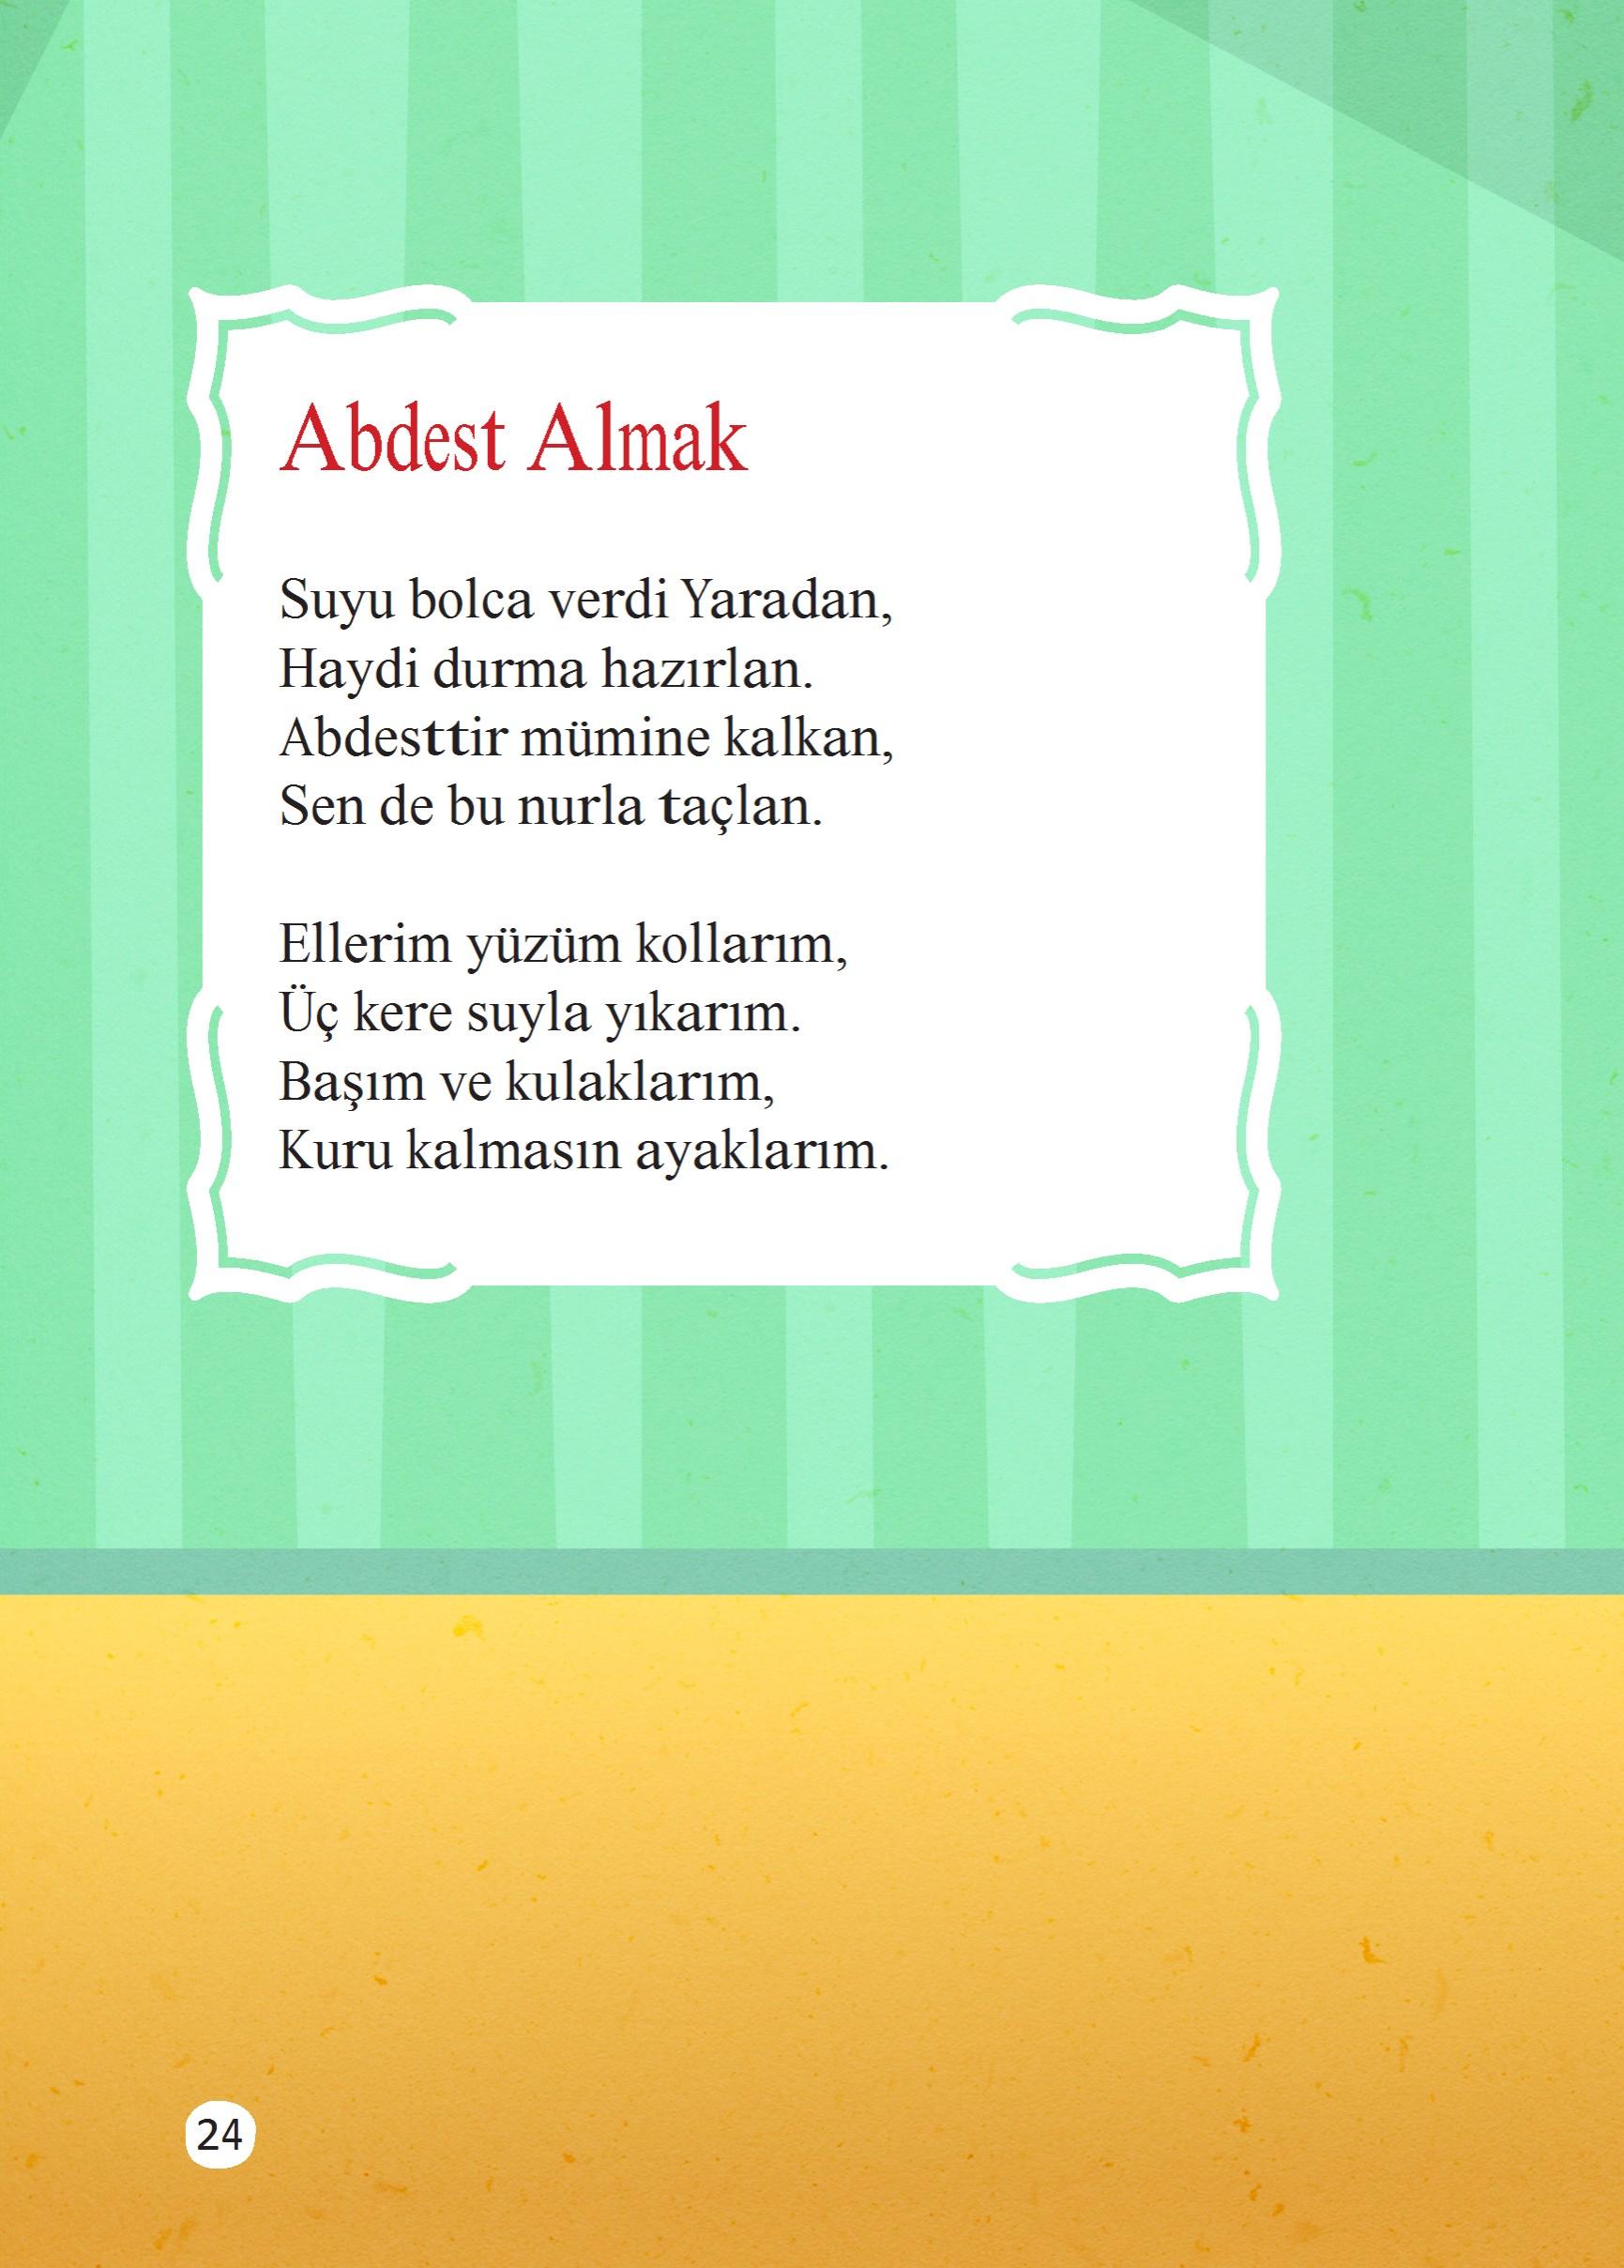 Abdest Almak
Suyu bolca verdi Yaradan,
Haydi durma hazırlan.
Abdesttir mümine kalkan,
Sen de bu nurla taçlan.
Ellerim yüzüm kollarım,
Üç kere suyla yıkarım.
Başım ve kulaklarım,
Kuru kalmasın ayaklarım.
24